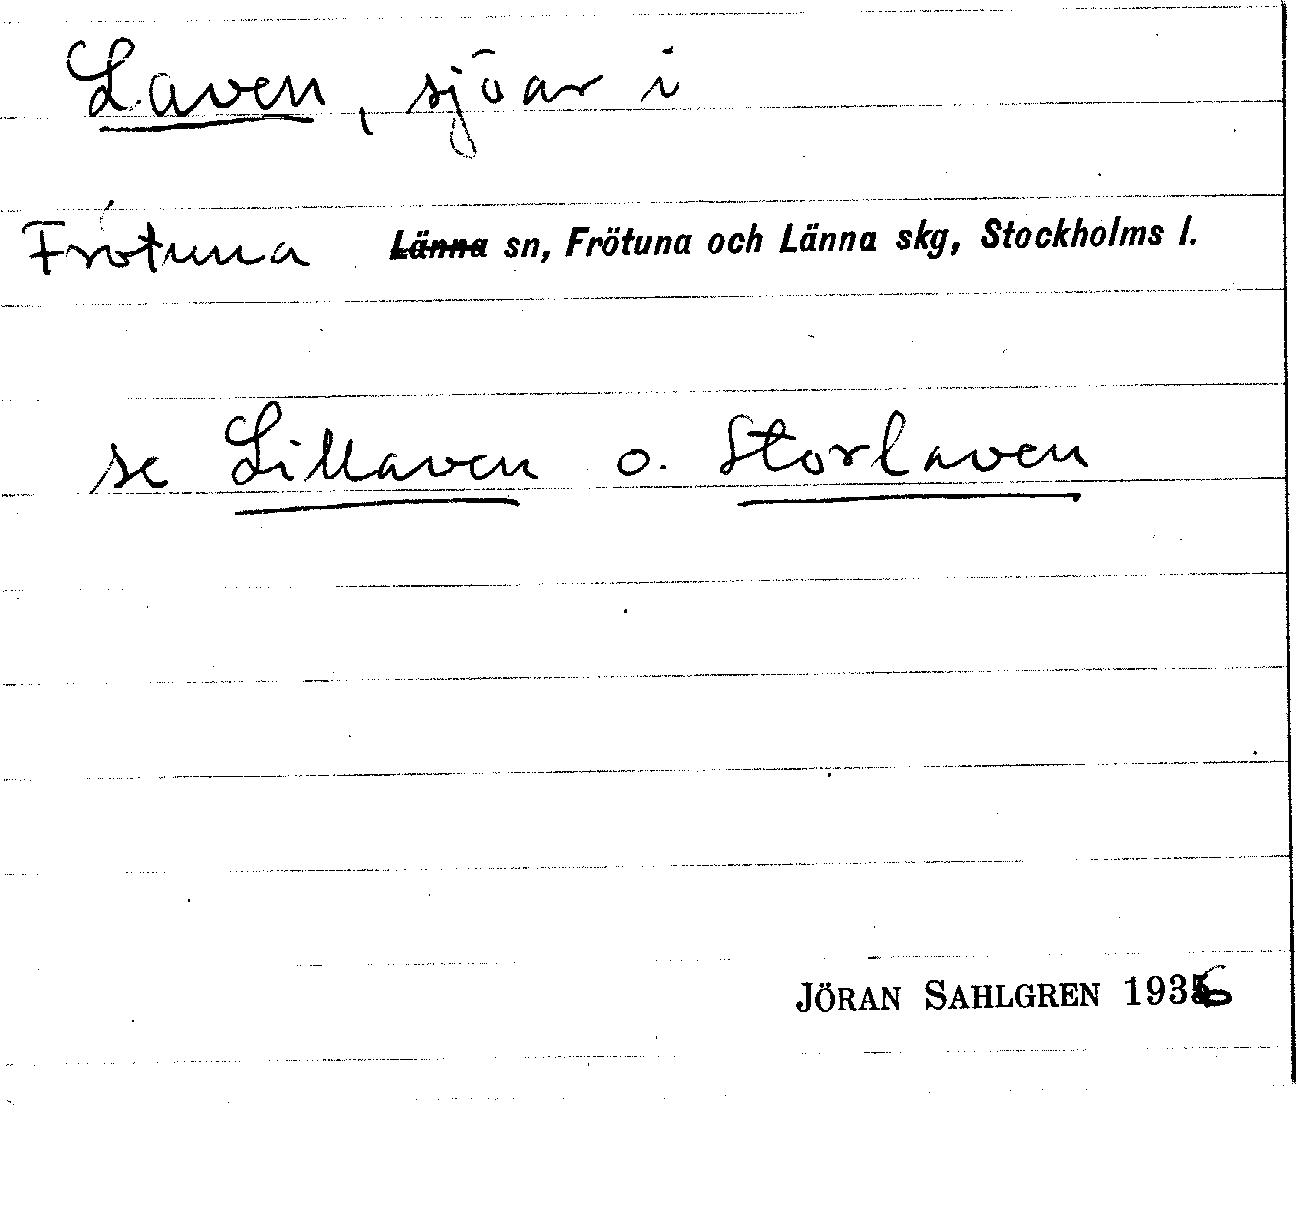 Laven, sjöar i
Frötuna Länna sn, Frötuna och Länna skg, Stockholms l.
se Lillaven o. Storlaven
JÖRAN SAHLGREN 1936